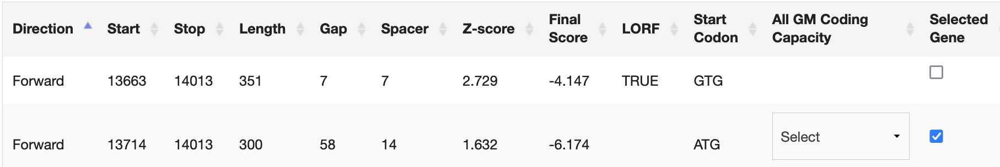 Direction Start Stop Length Gap Spacer Z-score Final Score LORF Start Codon All GM Coding Capacity Selected Gene
Forward 13663 14013 351 7 7 2.729 -4.147 TRUE GTG
Forward 13714 14013 300 58 14 1.632 -6.174 ATG Select